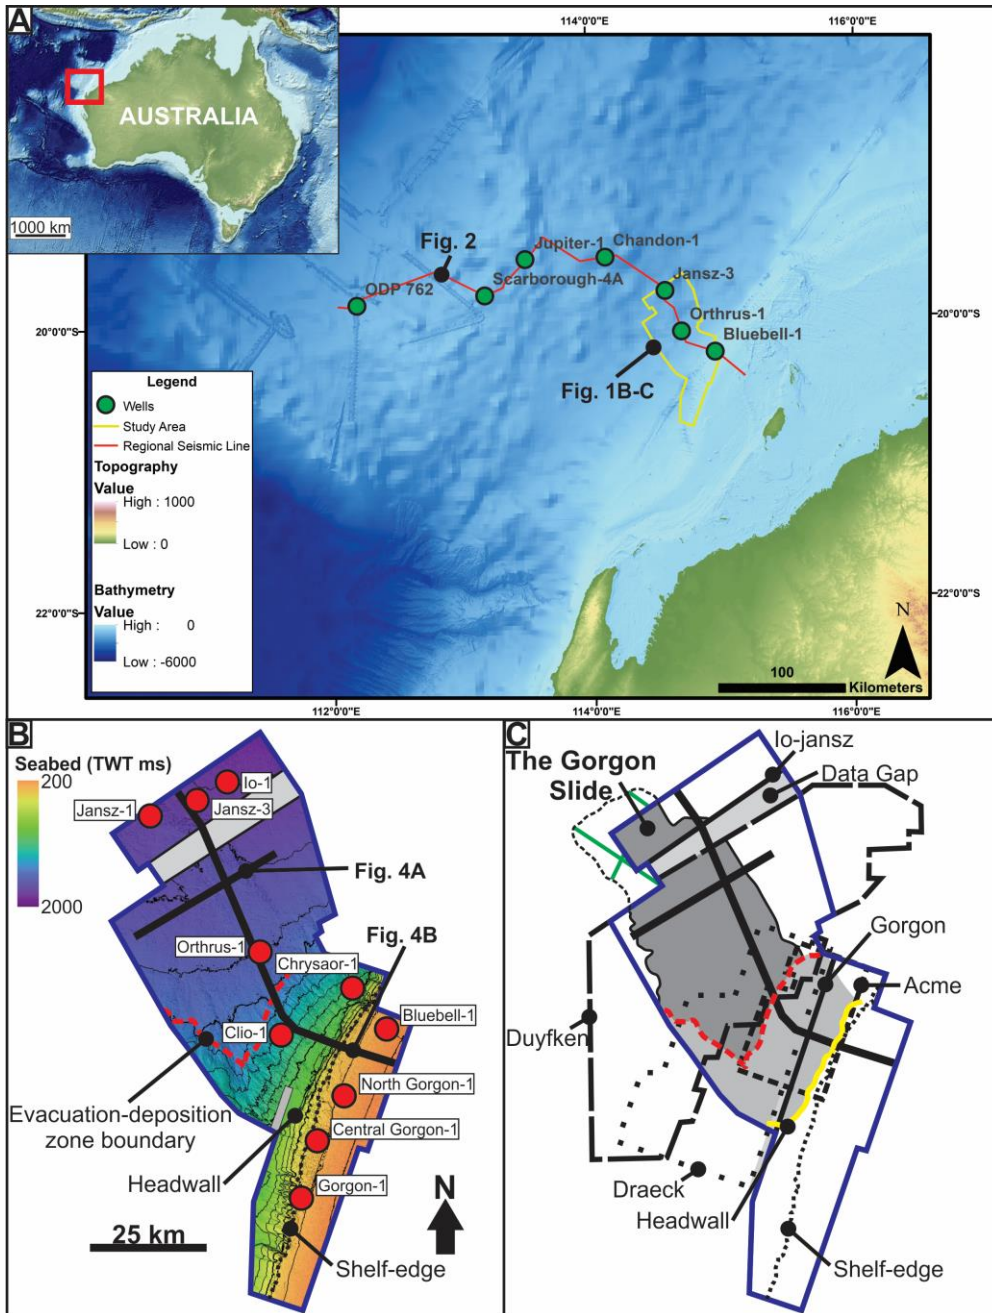 A
114°0'0"E
116°0'0"E
AUSTRALIA
1000 km
Fig. 2
Jupiter-1
Chandon-1
ODP 762
Scarborough-4A
Jansz-3
20°0'0"S
20°0'0"S
Orthrus-1
Bluebell-1
Fig. 1B-C
Legend
Wells
Study Area
Regional Seismic Line
Topography
Value
High : 1000
Low : 0
Bathymetry
Value
High : 0
Low : -6000
22°0'0"S
22°0'0"S
N
100
Kilometers
112°0'0"E
114°0'0"E
116°0'0"E
B
Seabed (TWT ms)
200
2000
Io-1
Jansz-1
Jansz-3
Fig. 4A
Fig. 4B
Orthrus-1
Chrysaor-1
Bluebell-1
Clio-1
North Gorgon-1
Evacuation-deposition
zone boundary
Central Gorgon-1
Headwall
Gorgon-1
N
25 km
Shelf-edge
C
Io-jansz
The Gorgon
Slide
Data Gap
Gorgon
Acme
Duyfken
Draeck
Headwall
Shelf-edge